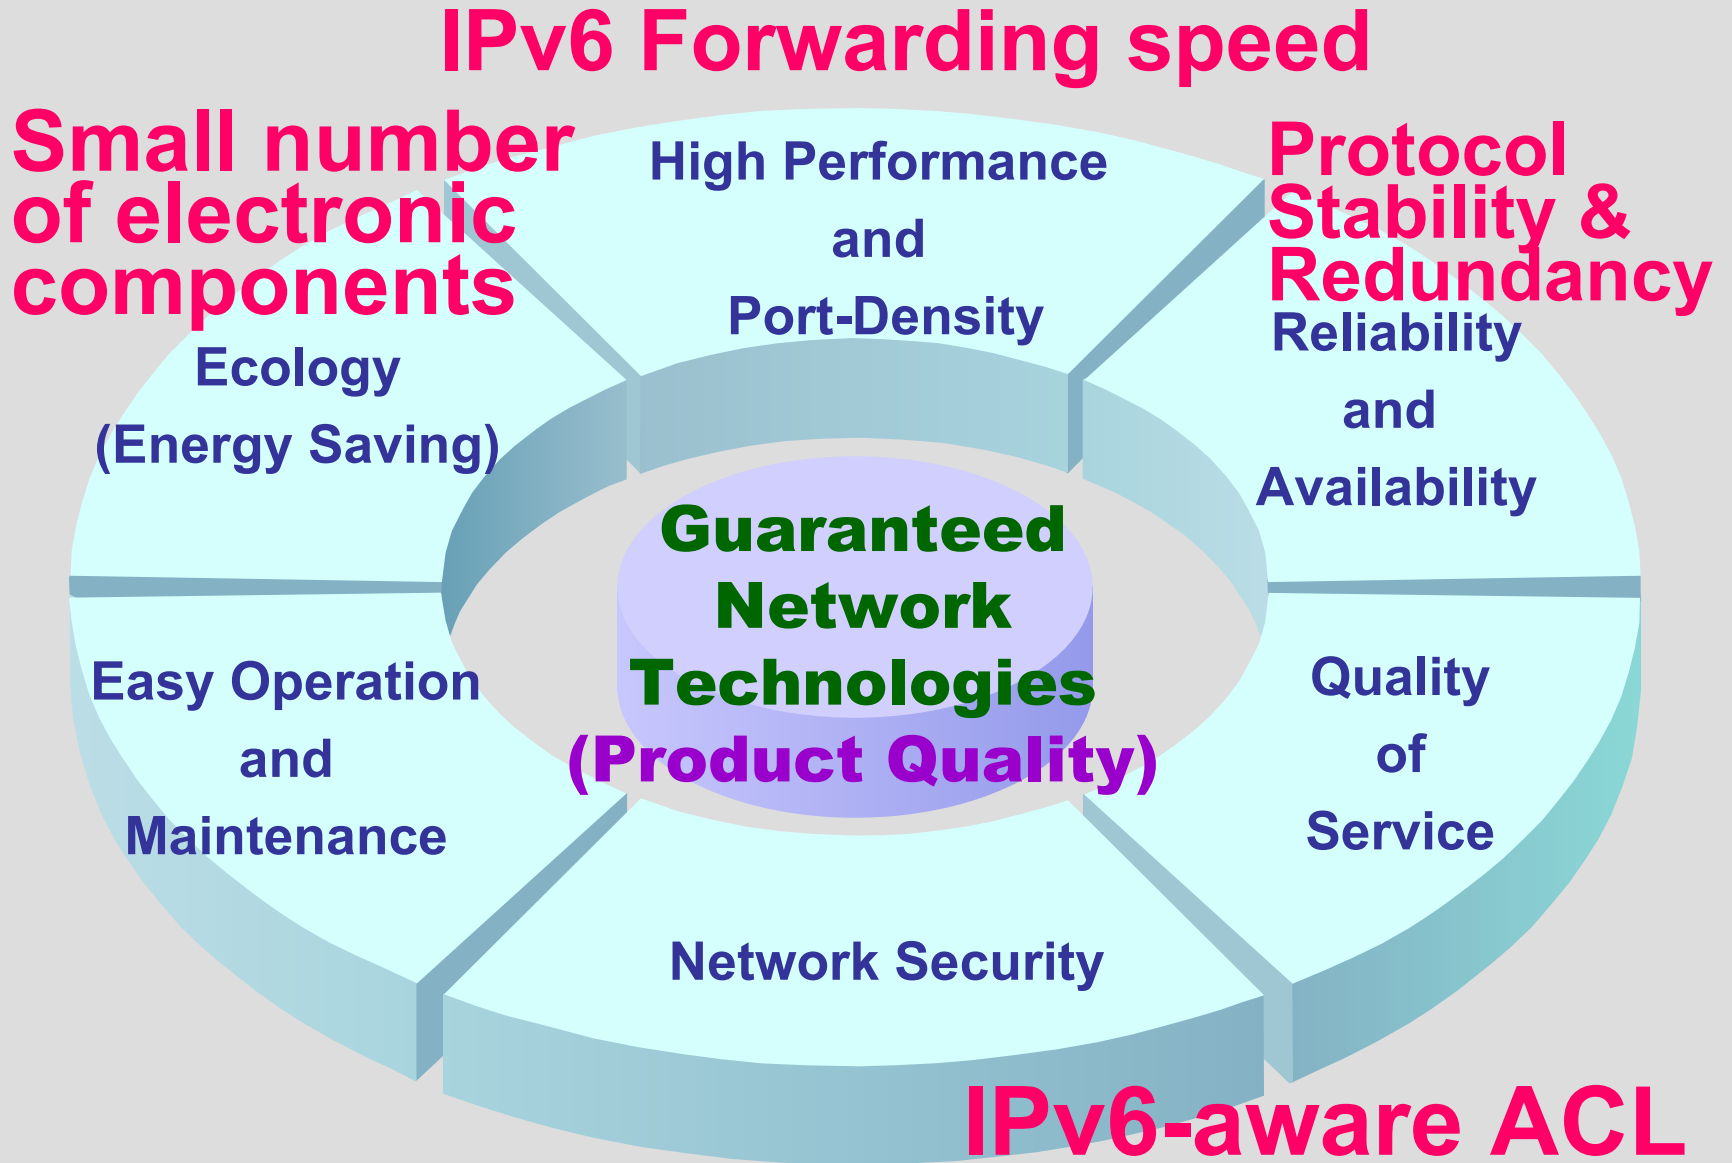 IPv6 Forwarding speed
Small number
of electronic
components
Protocol
Stability &
Redundancy
High Performance
and
Port-Density
Ecology
(Energy Saving)
Reliability
and
Availability
Guaranteed
Network
Technologies
(Product Quality)
Easy Operation
and
Maintenance
Quality
of
Service
Network Security
IPv6-aware ACL